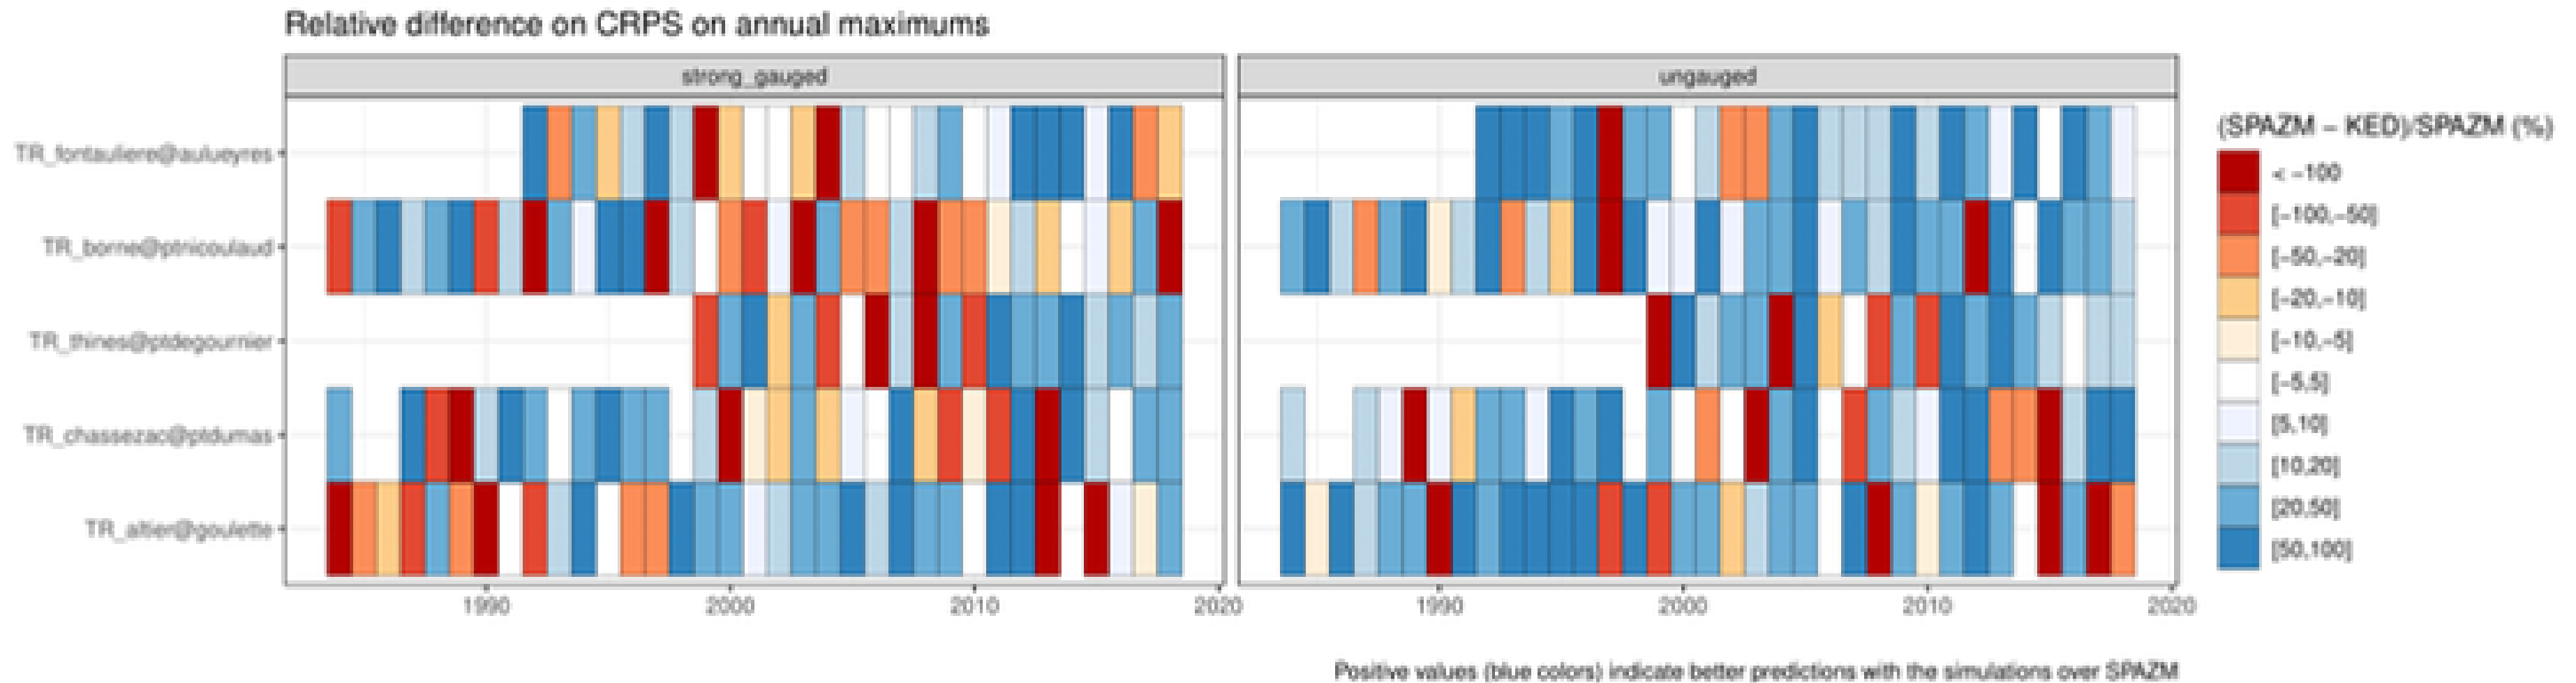 Relative difference on CRPS on annual maximums
strong_gauged
ungauged
(SPAZM − KED)/SPAZM (%)
< −100
[−100,−50]
[−50,−20]
[−20,−10]
[−10,−5]
[−5,5]
[5,10]
[10,20]
[20,50]
[50,100]
TR_fontauliere@aulueyres
TR_borne@ptnicoulaud
TR_thines@ptdegournier
TR_chassezac@ptdumas
TR_altier@goulette
1990 2000 2010 2020
1990 2000 2010 2020
Positive values (blue colors) indicate better predictions with the simulations over SPAZM